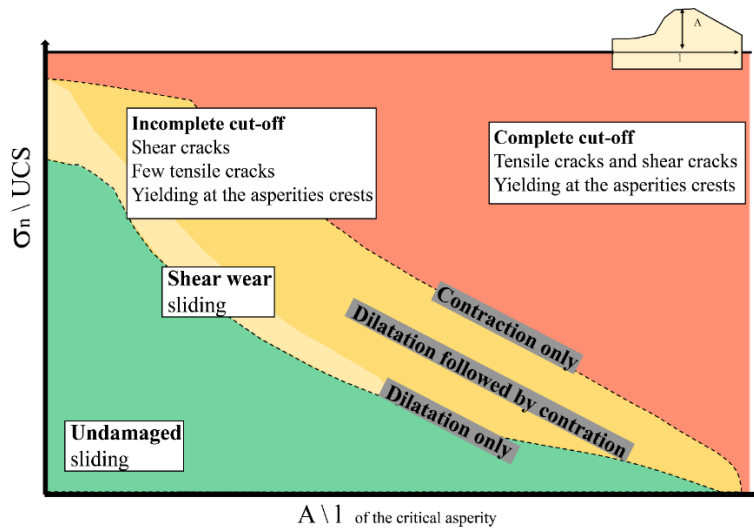 A
l
Incomplete cut-off
Shear cracks
Few tensile cracks
Yielding at the asperities crests
Complete cut-off
Tensile cracks and shear cracks
Yielding at the asperities crests
σn \ UCS
Shear wear
sliding
Contraction only
Dilatation followed by contration
Dilatation only
Undamaged
sliding
A \ l of the critical asperity